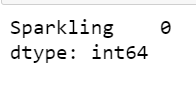 Sparkling    0
dtype: int64